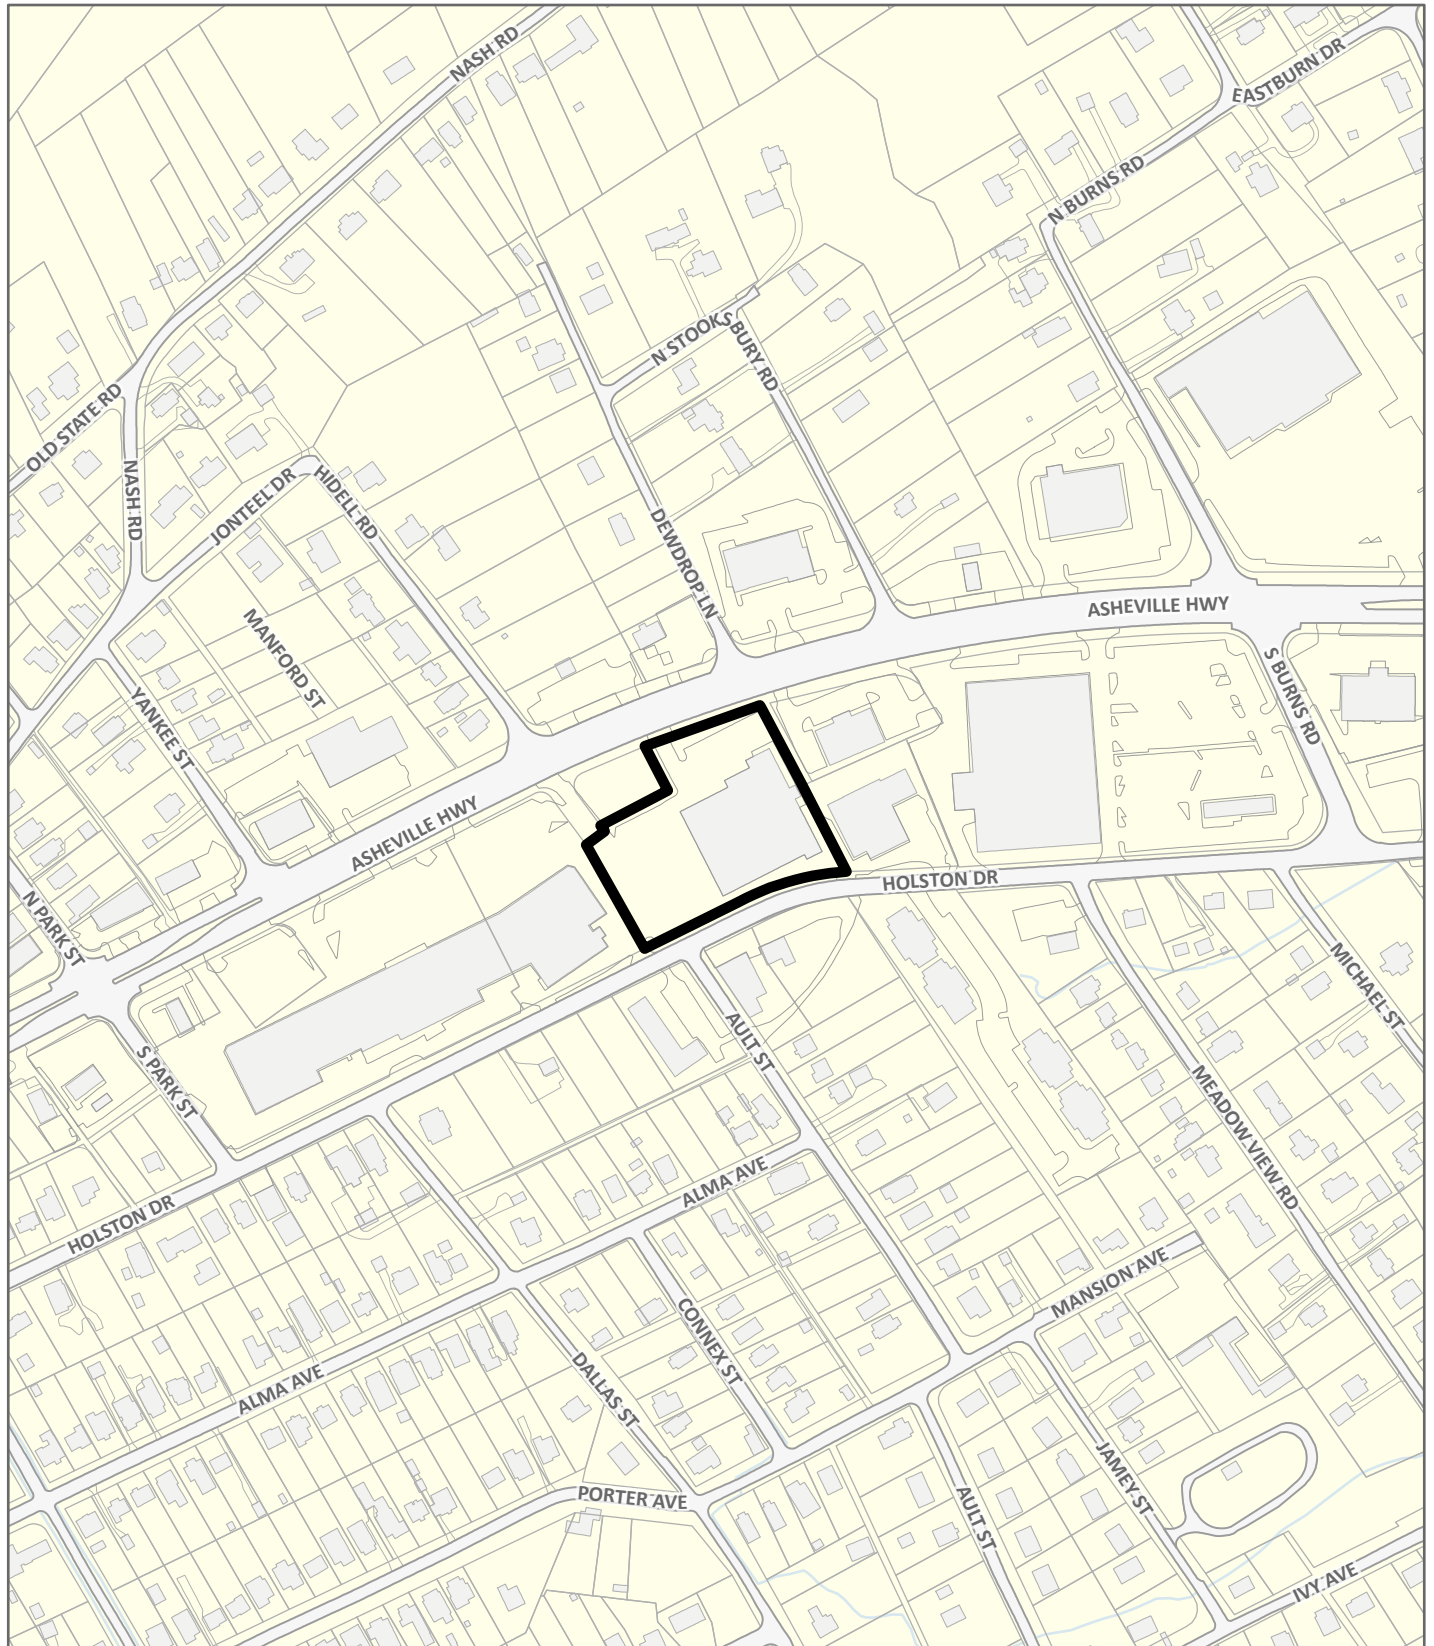 NASH RD
EASTBURN DR
N BURNS RD
N STOOKSBURY RD
OLD STATE RD
NASH RD
JONTEEL DR
HIDELL RD
DEWDROP LN
ASHEVILLE HWY
MANFORD ST
S BURNS RD
YANKEE ST
ASHEVILLE HWY
HOLSTON DR
N PARK ST
MICHAEL ST
AULT ST
S PARK ST
MEADOW VIEW RD
ALMA AVE
HOLSTON DR
MANSION AVE
CONNEX ST
ALMA AVE
DALLAS ST
JAMEY ST
PORTER AVE
AULT ST
IVY AVE